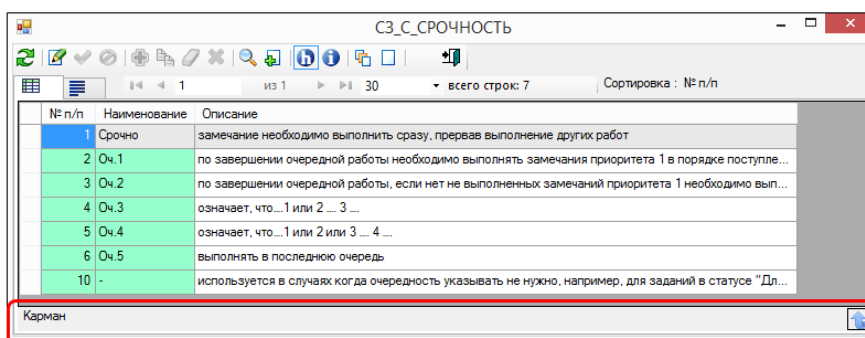 СЗ_С_СРОЧНОСТЬ
1 из 1 30 всего строк: 7 Сортировка : № п/п
№ п/п Наименование Описание
1 Срочно замечание необходимо выполнить сразу, прервав выполнение других работ
2 Оч.1 по завершении очередной работы необходимо выполнять замечания приоритета 1 в порядке поступле...
3 Оч.2 по завершении очередной работы, если нет не выполненных замечаний приоритета 1 необходимо вып...
4 Оч.3 означает, что....1 или 2 .... 3 ....
5 Оч.4 означает, что....1 или 2 или 3 .... 4 ....
6 Оч.5 выполнять в последнюю очередь
10 - используется в случаях когда очередность указывать не нужно, например, для заданий в статусе "Дл...
Карман